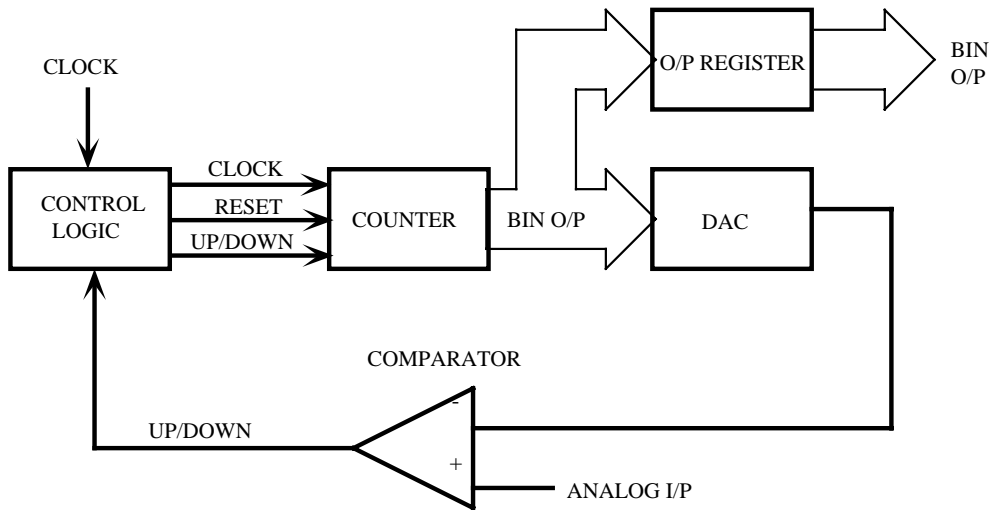 CLOCK
O/P REGISTER
BIN
O/P
CONTROL
LOGIC
CLOCK
RESET
UP/DOWN
COUNTER
BIN O/P
DAC
COMPARATOR
-
UP/DOWN
+
ANALOG I/P